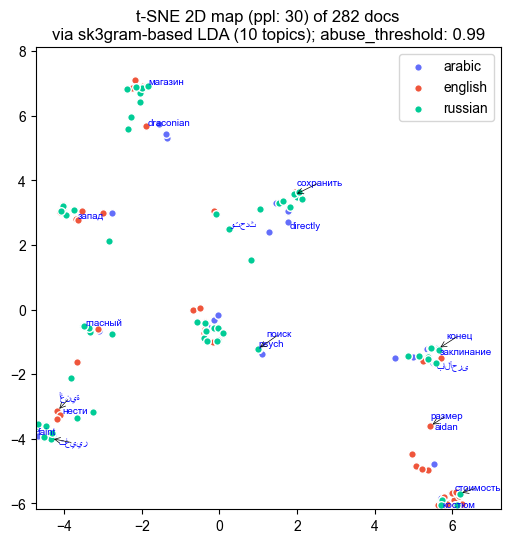 t-SNE 2D map (ppl: 30) of 282 docs
via sk3gram-based LDA (10 topics); abuse_threshold: 0.99
8
6
4
2
0
−2
−4
−6
−4
−2
0
2
4
6
arabic
english
russian
магазин
draconian
сохранить
запад
directly
поиск
psych
конец
заклинание
нести
размер
aidan
стоимость